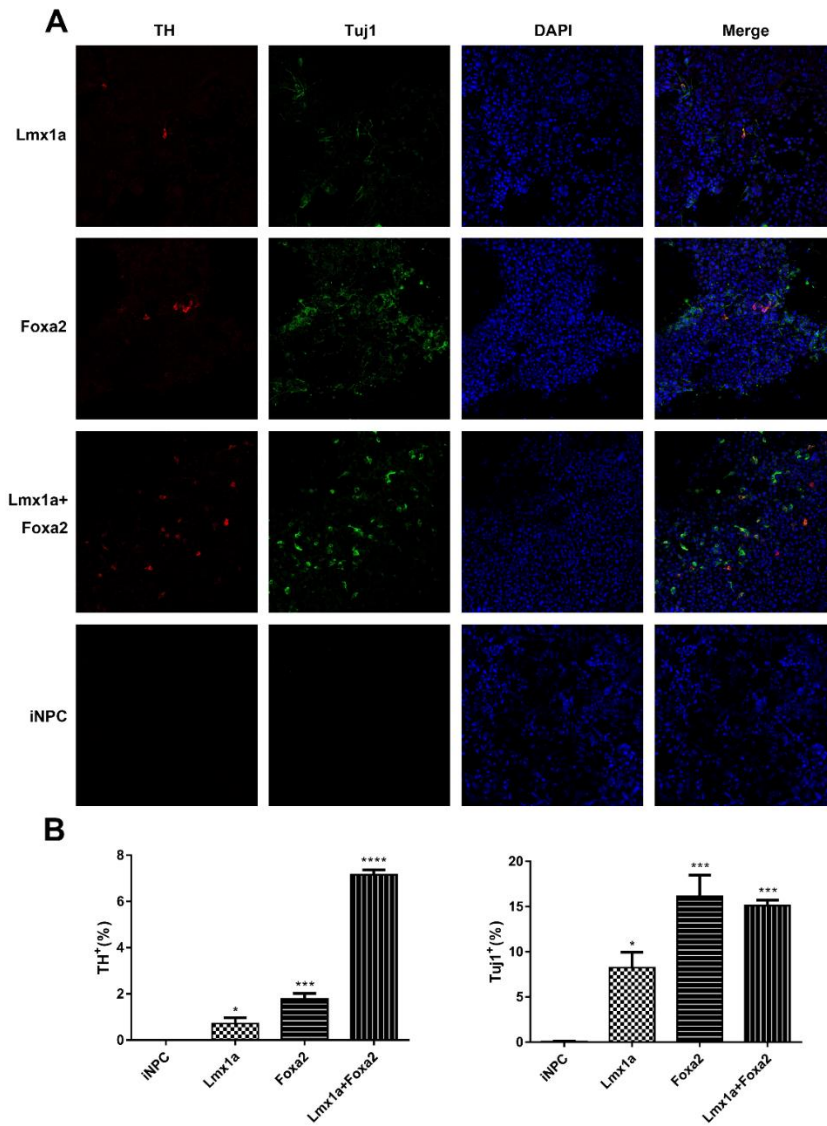 A
TH Tuj1 DAPI Merge
Lmx1a
Foxa2
Lmx1a+
Foxa2
iNPC
B
TH+(%)
8
6
4
2
0
*
***
****
iNPC
Lmx1a
Foxa2
Lmx1a+Foxa2
Tuj1+(%)
20
15
10
5
0
*
***
***
iNPC
Lmx1a
Foxa2
Lmx1a+Foxa2